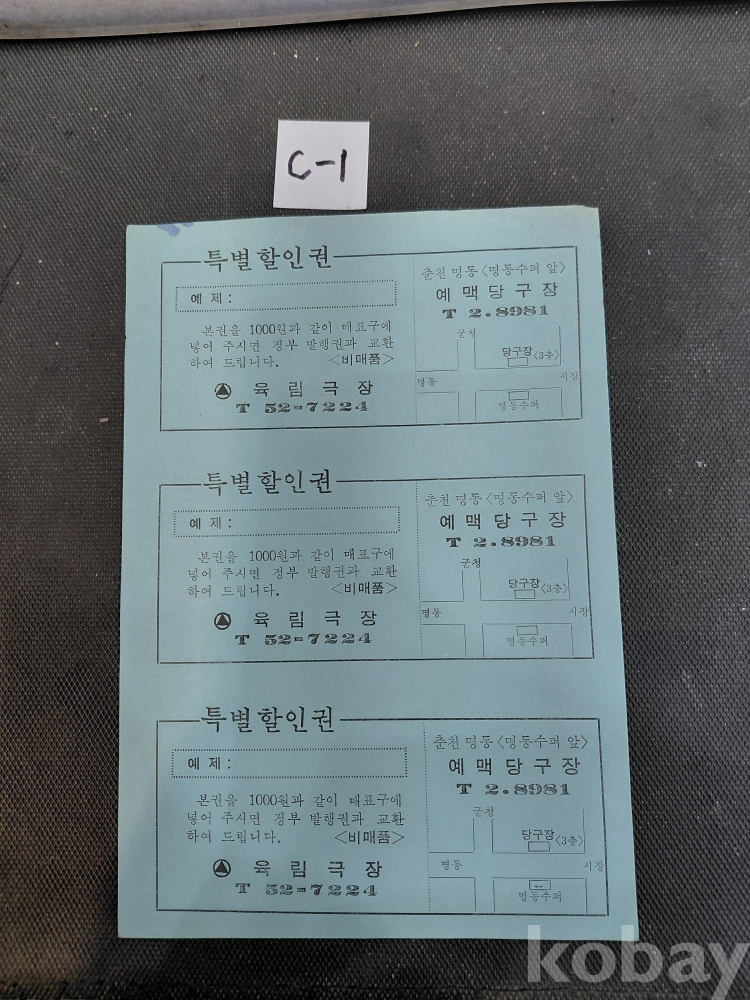 C-1
특별할인권
예 제 :
본권을 1000원과 같이 매표구에
넣어 주시면 정부 발행권과 교환
하여 드립니다. <비매품>
육 림 극 장
T 52-7224
춘천 명동 <명동수퍼 앞>
예 맥 당 구 장
T 2.8981
군청
당구장 <3층>
명동
시장
명동수퍼
특별할인권
예 제 :
본권을 1000원과 같이 매표구에
넣어 주시면 정부 발행권과 교환
하여 드립니다. <비매품>
육 림 극 장
T 52=7224
춘천 명동 <명동수퍼 앞>
예 맥 당 구 장
T 2.8981
군청
당구장 <3층>
명동
시장
명동수퍼
특별할인권
예 제 :
본권을 1000원과 같이 매표구에
넣어 주시면 정부 발행권과 교환
하여 드립니다. <비매품>
육 림 극 장
T 52=7224
춘천 명동 <명동수퍼 앞>
예 맥 당 구 장
T 2.8981
군청
당구장 <3층>
명동
시장
명동수퍼
kobay